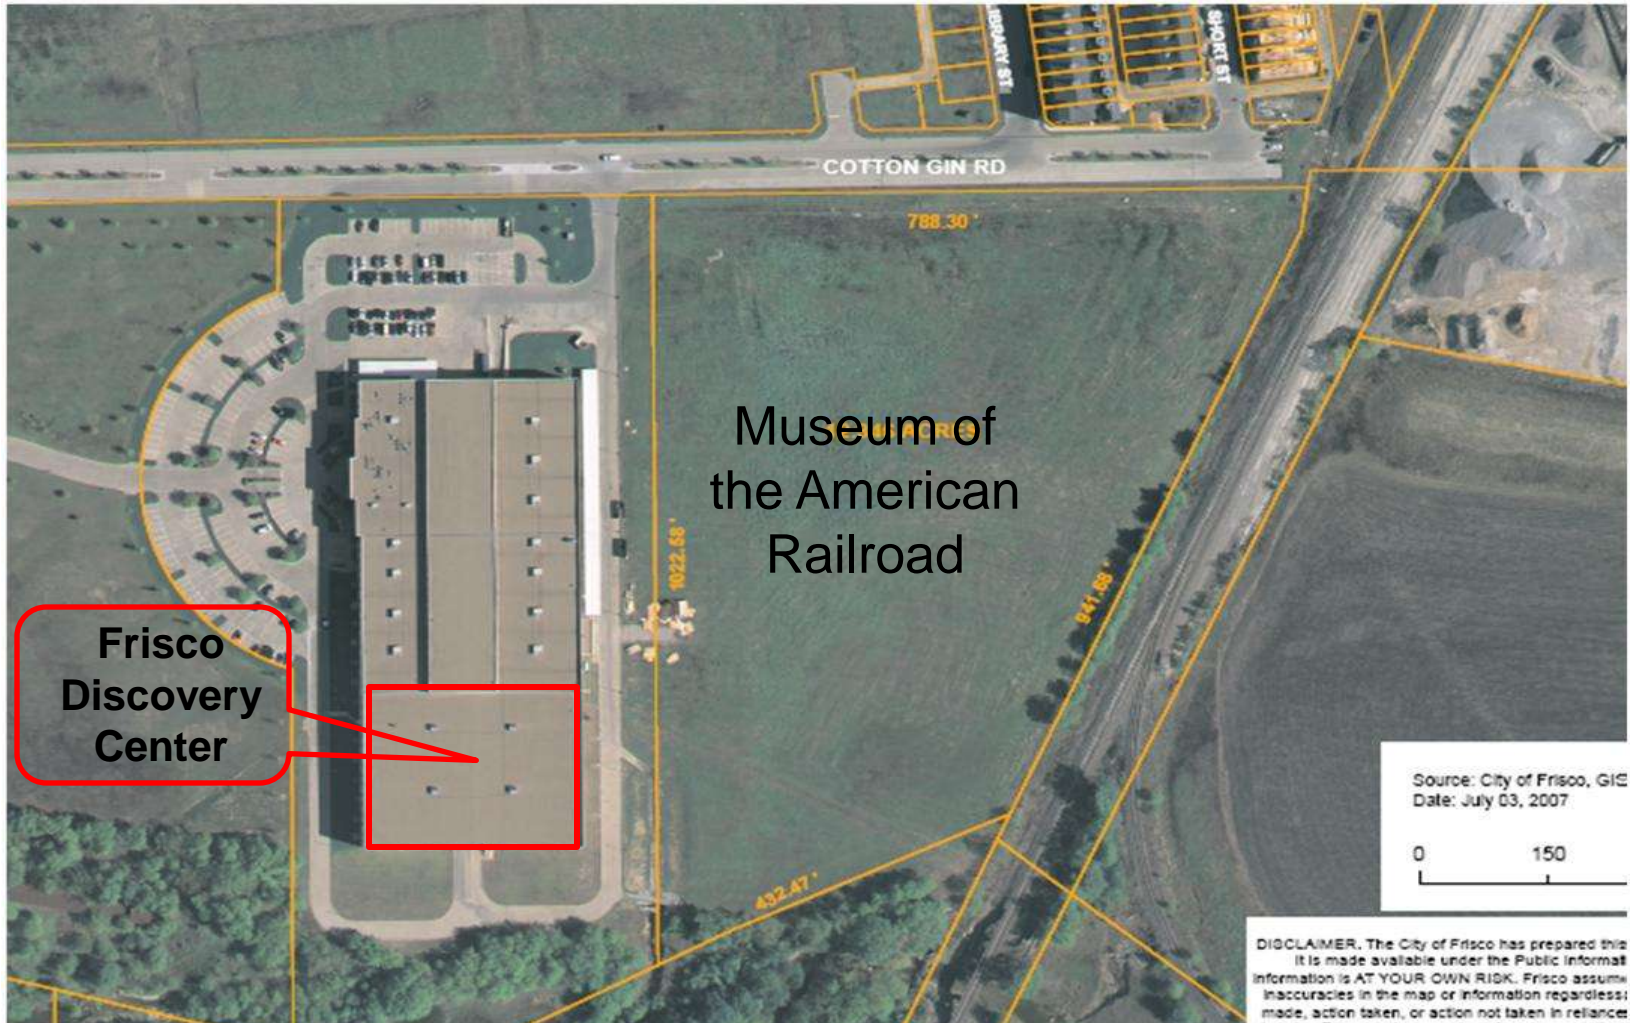 LIBRARY ST
SHORT ST
COTTON GIN RD
788.30 '
Museum of
the American
Railroad
ACRES
1022.58 '
941.68 '
432.47 '
Frisco
Discovery
Center
Source: City of Frisco, GIS
Date: July 03, 2007
0 150
DISCLAIMER. The City of Frisco has prepared this
It is made available under the Public Informat
Information is AT YOUR OWN RISK. Frisco assum
inaccuracies in the map or information regardless
made, action taken, or action not taken in reliance